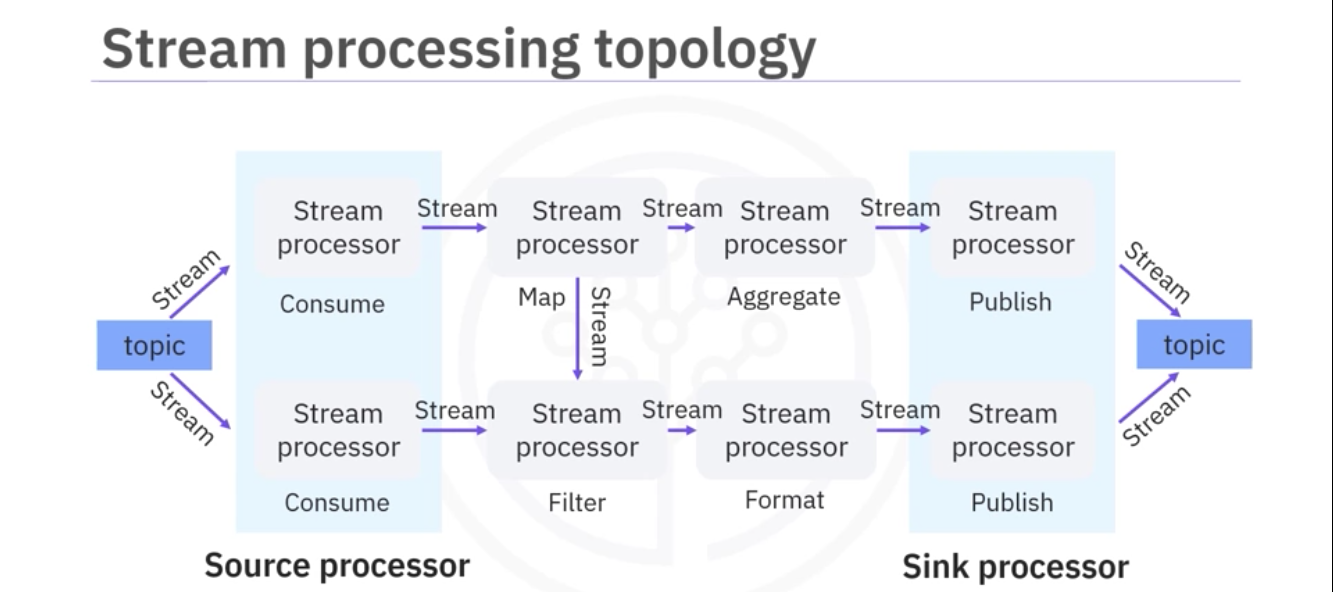 Stream processing topology
Stream
processor
Stream
Stream
processor
Stream
Stream
processor
Stream
Stream
processor
Consume
Map
Aggregate
Publish
Stream
Stream
Stream
topic
topic
Stream
Stream
Stream
processor
Stream
Stream
processor
Stream
Stream
processor
Stream
Stream
processor
Consume
Filter
Format
Publish
Source processor
Sink processor